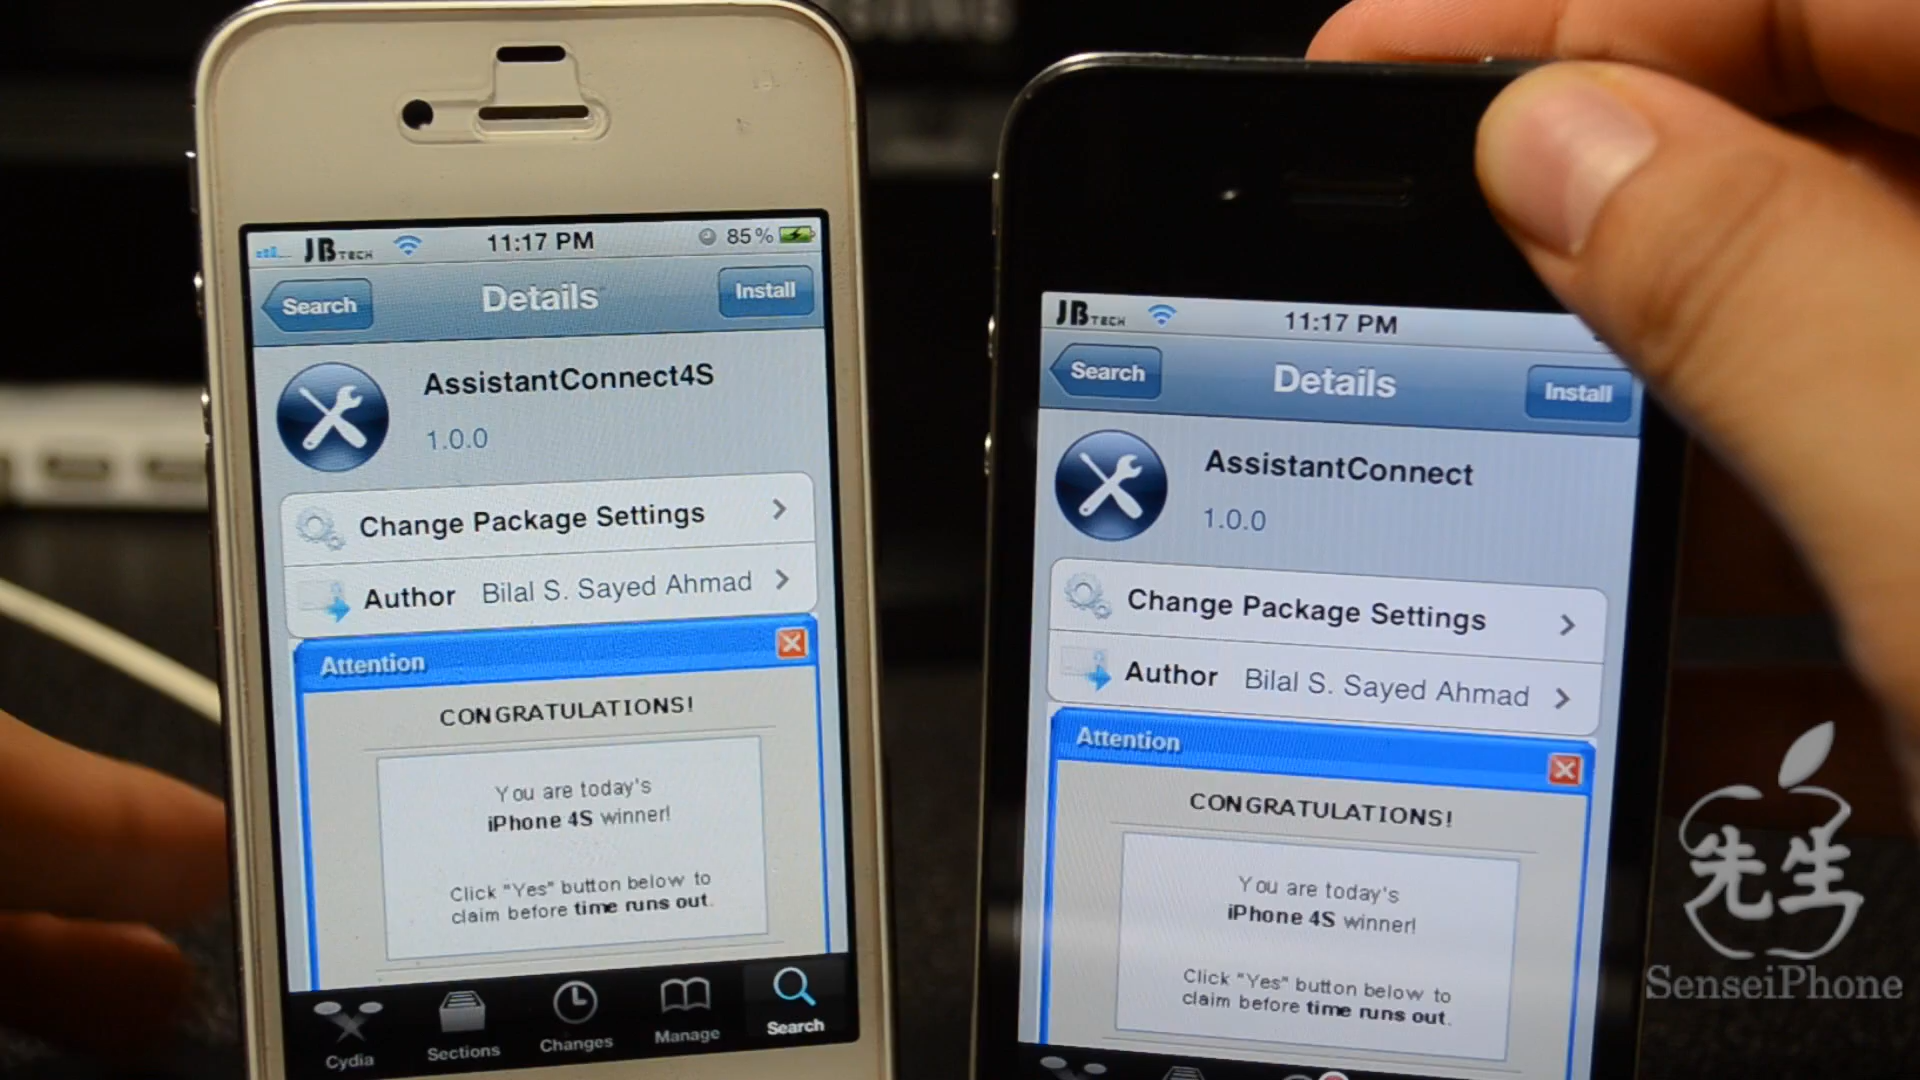 JB TECH 11:17 PM 85%
Search Details Install
AssistantConnect4S
1.0.0
Change Package Settings
Author Bilal S. Sayed Ahmad
Attention
CONGRATULATIONS!
You are today's
iPhone 4S winner!
Click "Yes" button below to
claim before time runs out.
Cydia Sections Changes Manage Search
JB TECH 11:17 PM
Search Details Install
AssistantConnect
1.0.0
Change Package Settings
Author Bilal S. Sayed Ahmad
Attention
CONGRATULATIONS!
You are today's
iPhone 4S winner!
Click "Yes" button below to
claim before time runs out.
先生
SenseiPhone